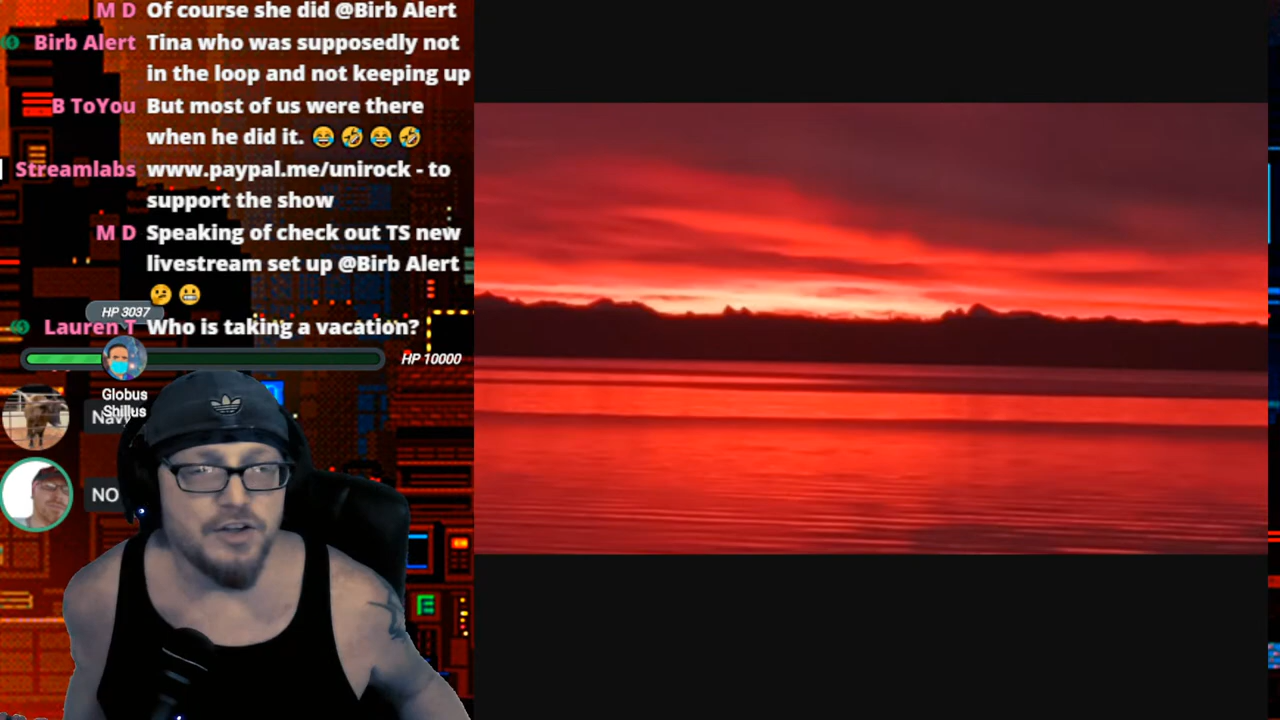 M D Of course she did @Birb Alert
Birb Alert Tina who was supposedly not
in the loop and not keeping up
B ToYou But most of us were there
when he did it. 😂 🤣 😂 🤣
Streamlabs www.paypal.me/unirock - to
support the show
M D Speaking of check out TS new
livestream set up @Birb Alert
🤔 😬
HP 3037
Lauren T Who is taking a vacation?
HP 10000
Globus
Shillus
Navy
NO